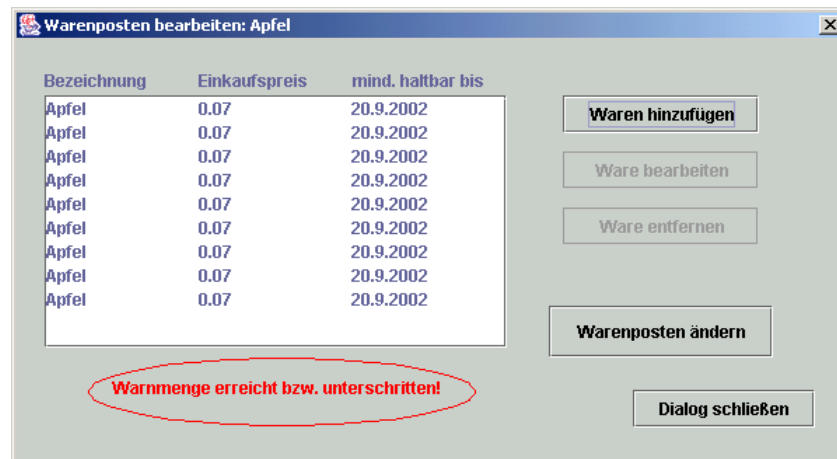 Warenposten bearbeiten: Apfel
Bezeichnung Einkaufspreis mind. haltbar bis
Apfel 0.07 20.9.2002
Apfel 0.07 20.9.2002
Apfel 0.07 20.9.2002
Apfel 0.07 20.9.2002
Apfel 0.07 20.9.2002
Apfel 0.07 20.9.2002
Apfel 0.07 20.9.2002
Apfel 0.07 20.9.2002
Apfel 0.07 20.9.2002
Waren hinzufügen
Ware bearbeiten
Ware entfernen
Warenposten ändern
Warnmenge erreicht bzw. unterschritten!
Dialog schließen